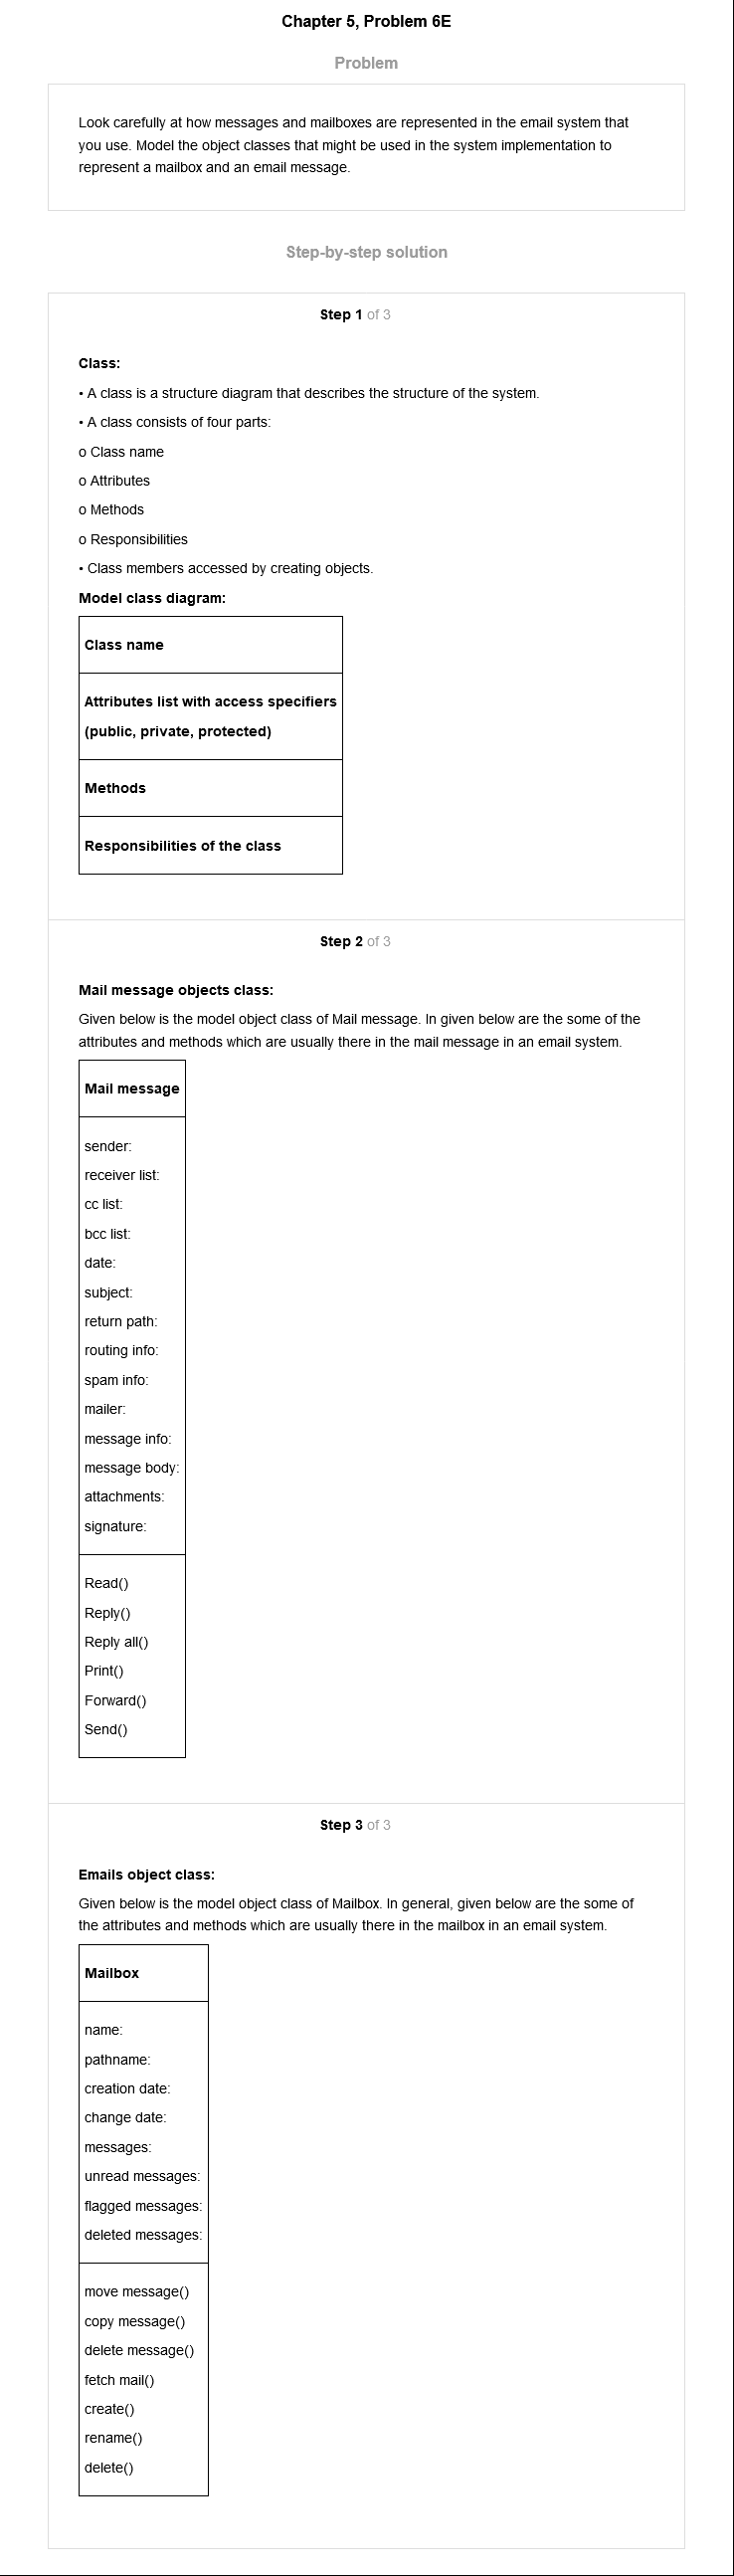 Chapter 5, Problem 6E
Problem
Look carefully at how messages and mailboxes are represented in the email system that
you use. Model the object classes that might be used in the system implementation to
represent a mailbox and an email message.
Step-by-step solution
Step 1 of 3
Class:
• A class is a structure diagram that describes the structure of the system.
• A class consists of four parts:
o Class name
o Attributes
o Methods
o Responsibilities
• Class members accessed by creating objects.
Model class diagram:
Class name
Attributes list with access specifiers
(public, private, protected)
Methods
Responsibilities of the class
Step 2 of 3
Mail message objects class:
Given below is the model object class of Mail message. In given below are the some of the
attributes and methods which are usually there in the mail message in an email system.
Mail message
sender:
receiver list:
cc list:
bcc list:
date:
subject:
return path:
routing info:
spam info:
mailer:
message info:
message body:
attachments:
signature:
Read()
Reply()
Reply all()
Print()
Forward()
Send()
Step 3 of 3
Emails object class:
Given below is the model object class of Mailbox. In general, given below are the some of
the attributes and methods which are usually there in the mailbox in an email system.
Mailbox
name:
pathname:
creation date:
change date:
messages:
unread messages:
flagged messages:
deleted messages:
move message()
copy message()
delete message()
fetch mail()
create()
rename()
delete()